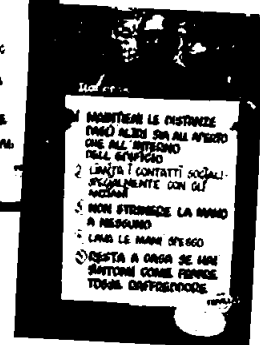 1 MANTIENI LE DISTANZE
DAGLI ALTRI SIA ALL'APERTO
CHE ALL'INTERNO
DELL'EDIFICIO
2 LIMITA I CONTATTI SOCIALI
SPECIALMENTE CON GLI
ANZIANI
3 NON STRINGERE LA MANO
A NESSUNO
4 LAVA LE MANI SPESSO
5 RESTA A CASA SE HAI
SINTOMI COME FEBBRE
TOSSE RAFFREDDORE